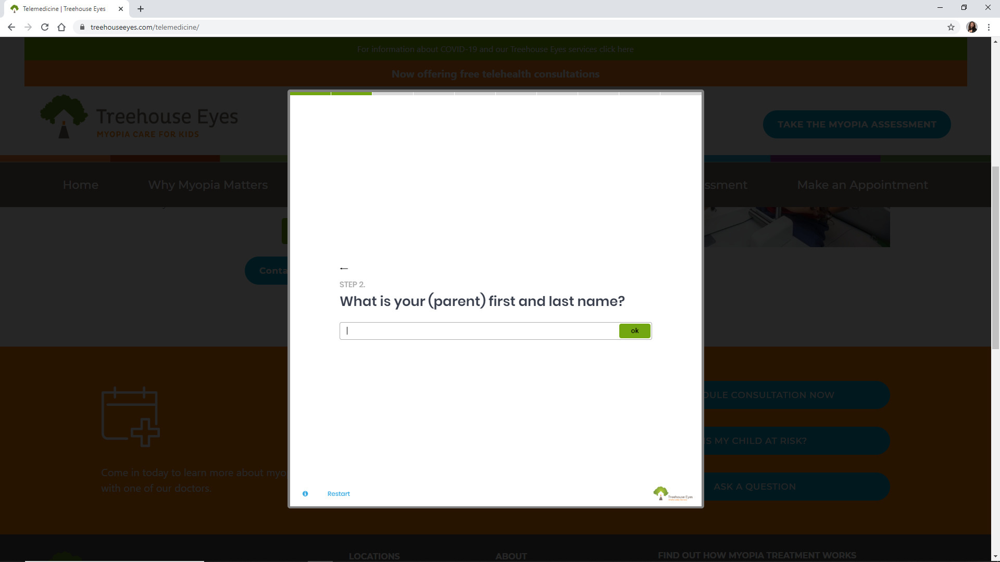 Telemedicine | Treehouse Eyes
treehouseeyes.com/telemedicine/
For information about COVID-19 and our Treehouse Eyes services click here
Now offering free telehealth consultations
Treehouse Eyes
MYOPIA CARE FOR KIDS
TAKE THE MYOPIA ASSESSMENT
Home
Why Myopia Matters
ssment
Make an Appointment
Conta
STEP 2.
What is your (parent) first and last name?
ok
DULE CONSULTATION NOW
IS MY CHILD AT RISK?
ASK A QUESTION
Come in today to learn more about myo
with one of our doctors.
Restart
Treehouse Eyes
LOCATIONS
ABOUT
FIND OUT HOW MYOPIA TREATMENT WORKS